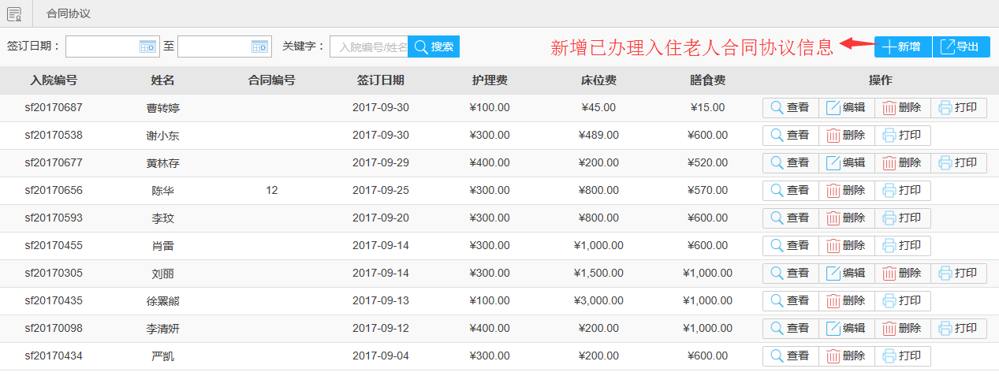 合同协议
签订日期： 至 关键字： 入院编号/姓名 搜索 新增已办理入住老人合同协议信息 新增 导出
入院编号 姓名 合同编号 签订日期 护理费 床位费 膳食费 操作
sf20170687 曹转婷 2017-09-30 ¥100.00 ¥45.00 ¥15.00 查看 编辑 删除 打印
sf20170538 谢小东 2017-09-30 ¥300.00 ¥489.00 ¥600.00 查看 删除 打印
sf20170677 黄林存 2017-09-29 ¥400.00 ¥200.00 ¥520.00 查看 编辑 删除 打印
sf20170656 陈华 12 2017-09-25 ¥300.00 ¥800.00 ¥570.00 查看 删除 打印
sf20170593 李玟 2017-09-20 ¥300.00 ¥800.00 ¥600.00 查看 删除 打印
sf20170455 肖雷 2017-09-14 ¥300.00 ¥1,000.00 ¥600.00 查看 删除 打印
sf20170305 刘丽 2017-09-14 ¥300.00 ¥1,500.00 ¥1,000.00 查看 编辑 删除 打印
sf20170435 徐罴能 2017-09-13 ¥100.00 ¥3,000.00 ¥1,000.00 查看 删除 打印
sf20170098 李清妍 2017-09-12 ¥400.00 ¥200.00 ¥1,000.00 查看 编辑 删除 打印
sf20170434 严凯 2017-09-04 ¥300.00 ¥200.00 ¥600.00 查看 删除 打印